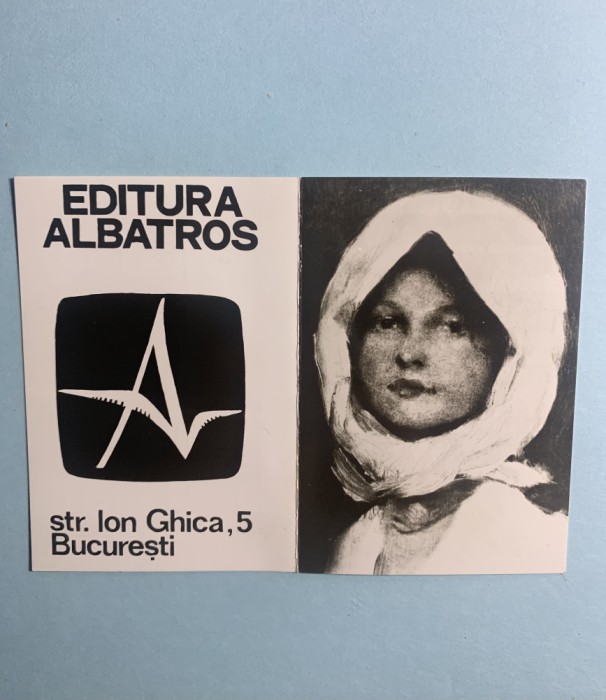 EDITURA
ALBATROS
str. Ion Ghica, 5
București